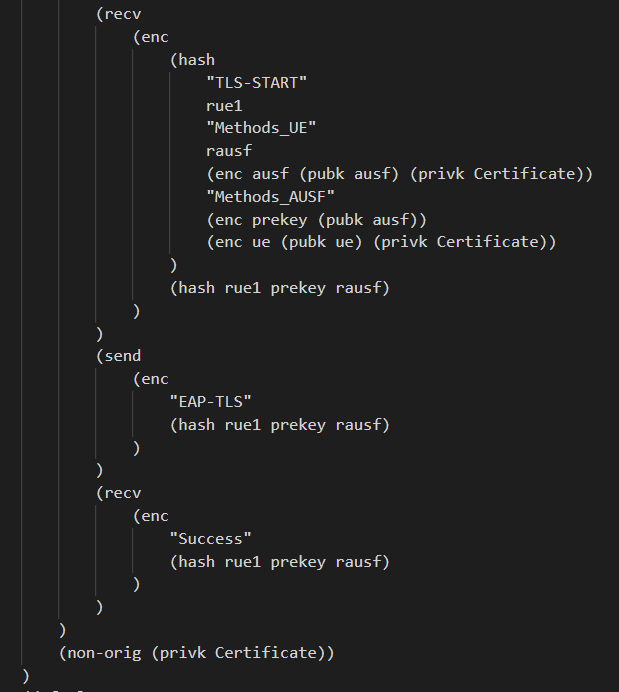 (recv
(enc
(hash
"TLS-START"
rue1
"Methods_UE"
rausf
(enc ausf (pubk ausf) (privk Certificate))
"Methods_AUSF"
(enc prekey (pubk ausf))
(enc ue (pubk ue) (privk Certificate))
)
(hash rue1 prekey rausf)
)
)
(send
(enc
"EAP-TLS"
(hash rue1 prekey rausf)
)
)
(recv
(enc
"Success"
(hash rue1 prekey rausf)
)
)
)
(non-orig (privk Certificate))
)